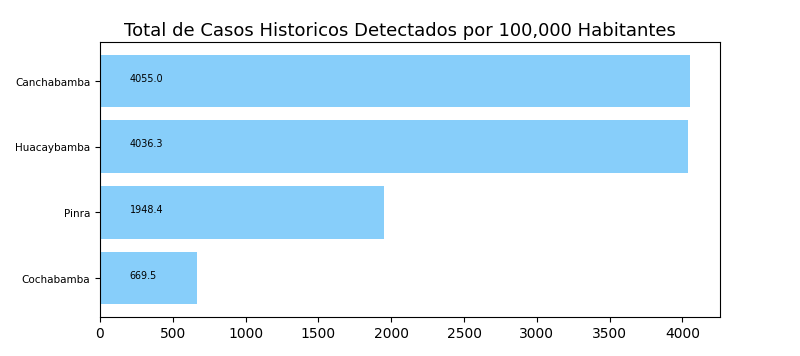 Total de Casos Historicos Detectados por 100,000 Habitantes
Canchabamba
4055.0
Huacaybamba
4036.3
Pinra
1948.4
Cochabamba
669.5
0 500 1000 1500 2000 2500 3000 3500 4000